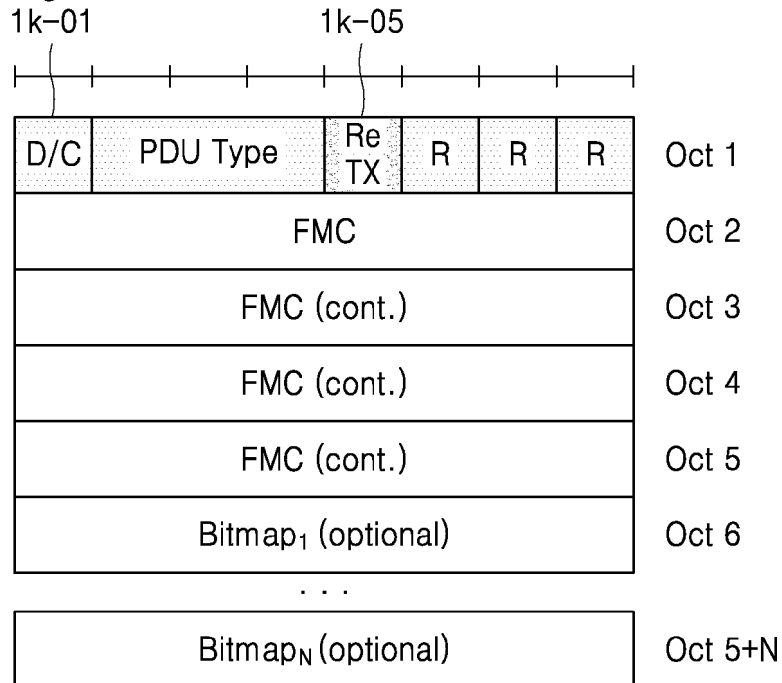 1k-01 1k-05
D/C PDU Type Re TX R R R Oct 1
FMC Oct 2
FMC (cont.) Oct 3
FMC (cont.) Oct 4
FMC (cont.) Oct 5
Bitmap₁ (optional) Oct 6
. . .
Bitmap_N (optional) Oct 5+N